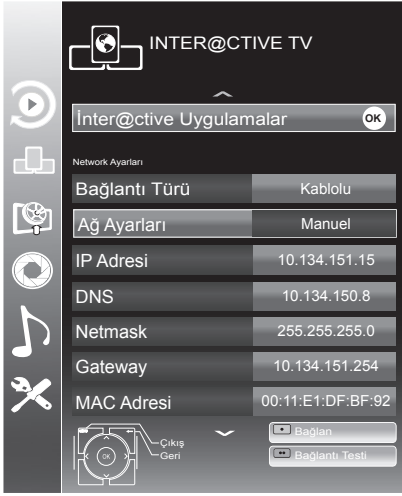 INTER@CTIVE TV
İnter@ctive Uygulamalar OK
Network Ayarları
Bağlantı Türü Kablolu
Ağ Ayarları Manuel
IP Adresi 10.134.151.15
DNS 10.134.150.8
Netmask 255.255.255.0
Gateway 10.134.151.254
MAC Adresi 00:11:E1:DF:BF:92
Çıkış
Geri
OK
Bağlan
Bağlantı Testi